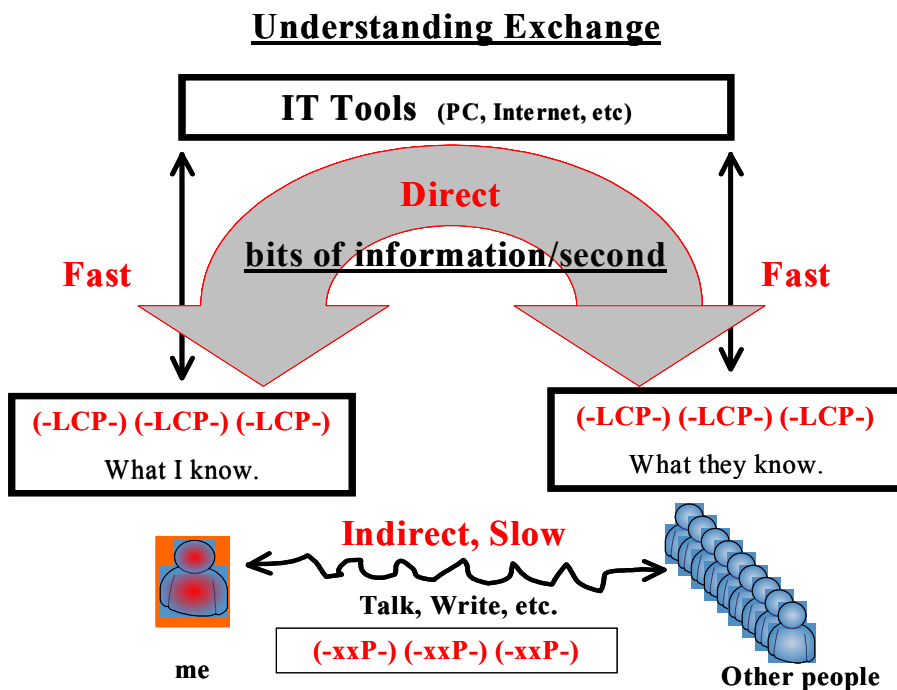 Understanding Exchange
IT Tools (PC, Internet, etc)
Direct
bits of information/second
Fast
Fast
(-LCP-) (-LCP-) (-LCP-)
What I know.
(-LCP-) (-LCP-) (-LCP-)
What they know.
Indirect, Slow
Talk, Write, etc.
(-xxP-) (-xxP-) (-xxP-)
me
Other people